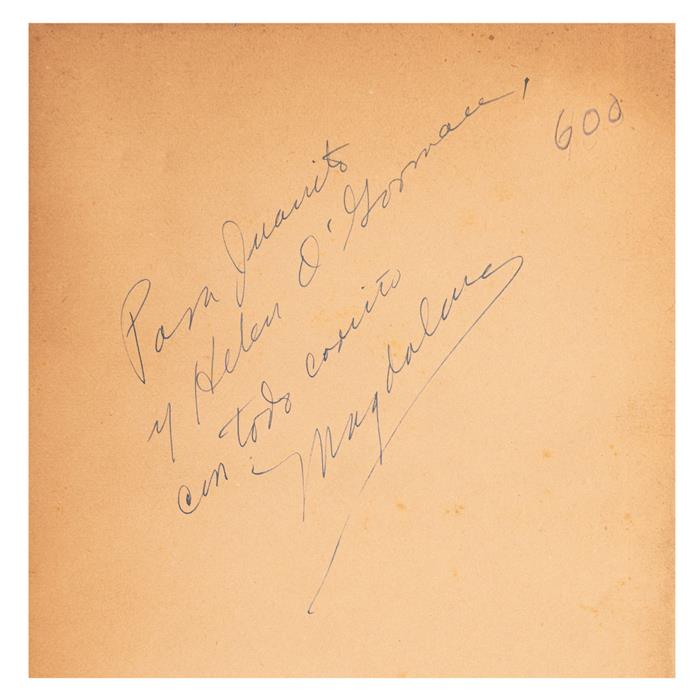 Para Juanito
y Helen O'Gorman,
con todo cariño
Magdalena
600